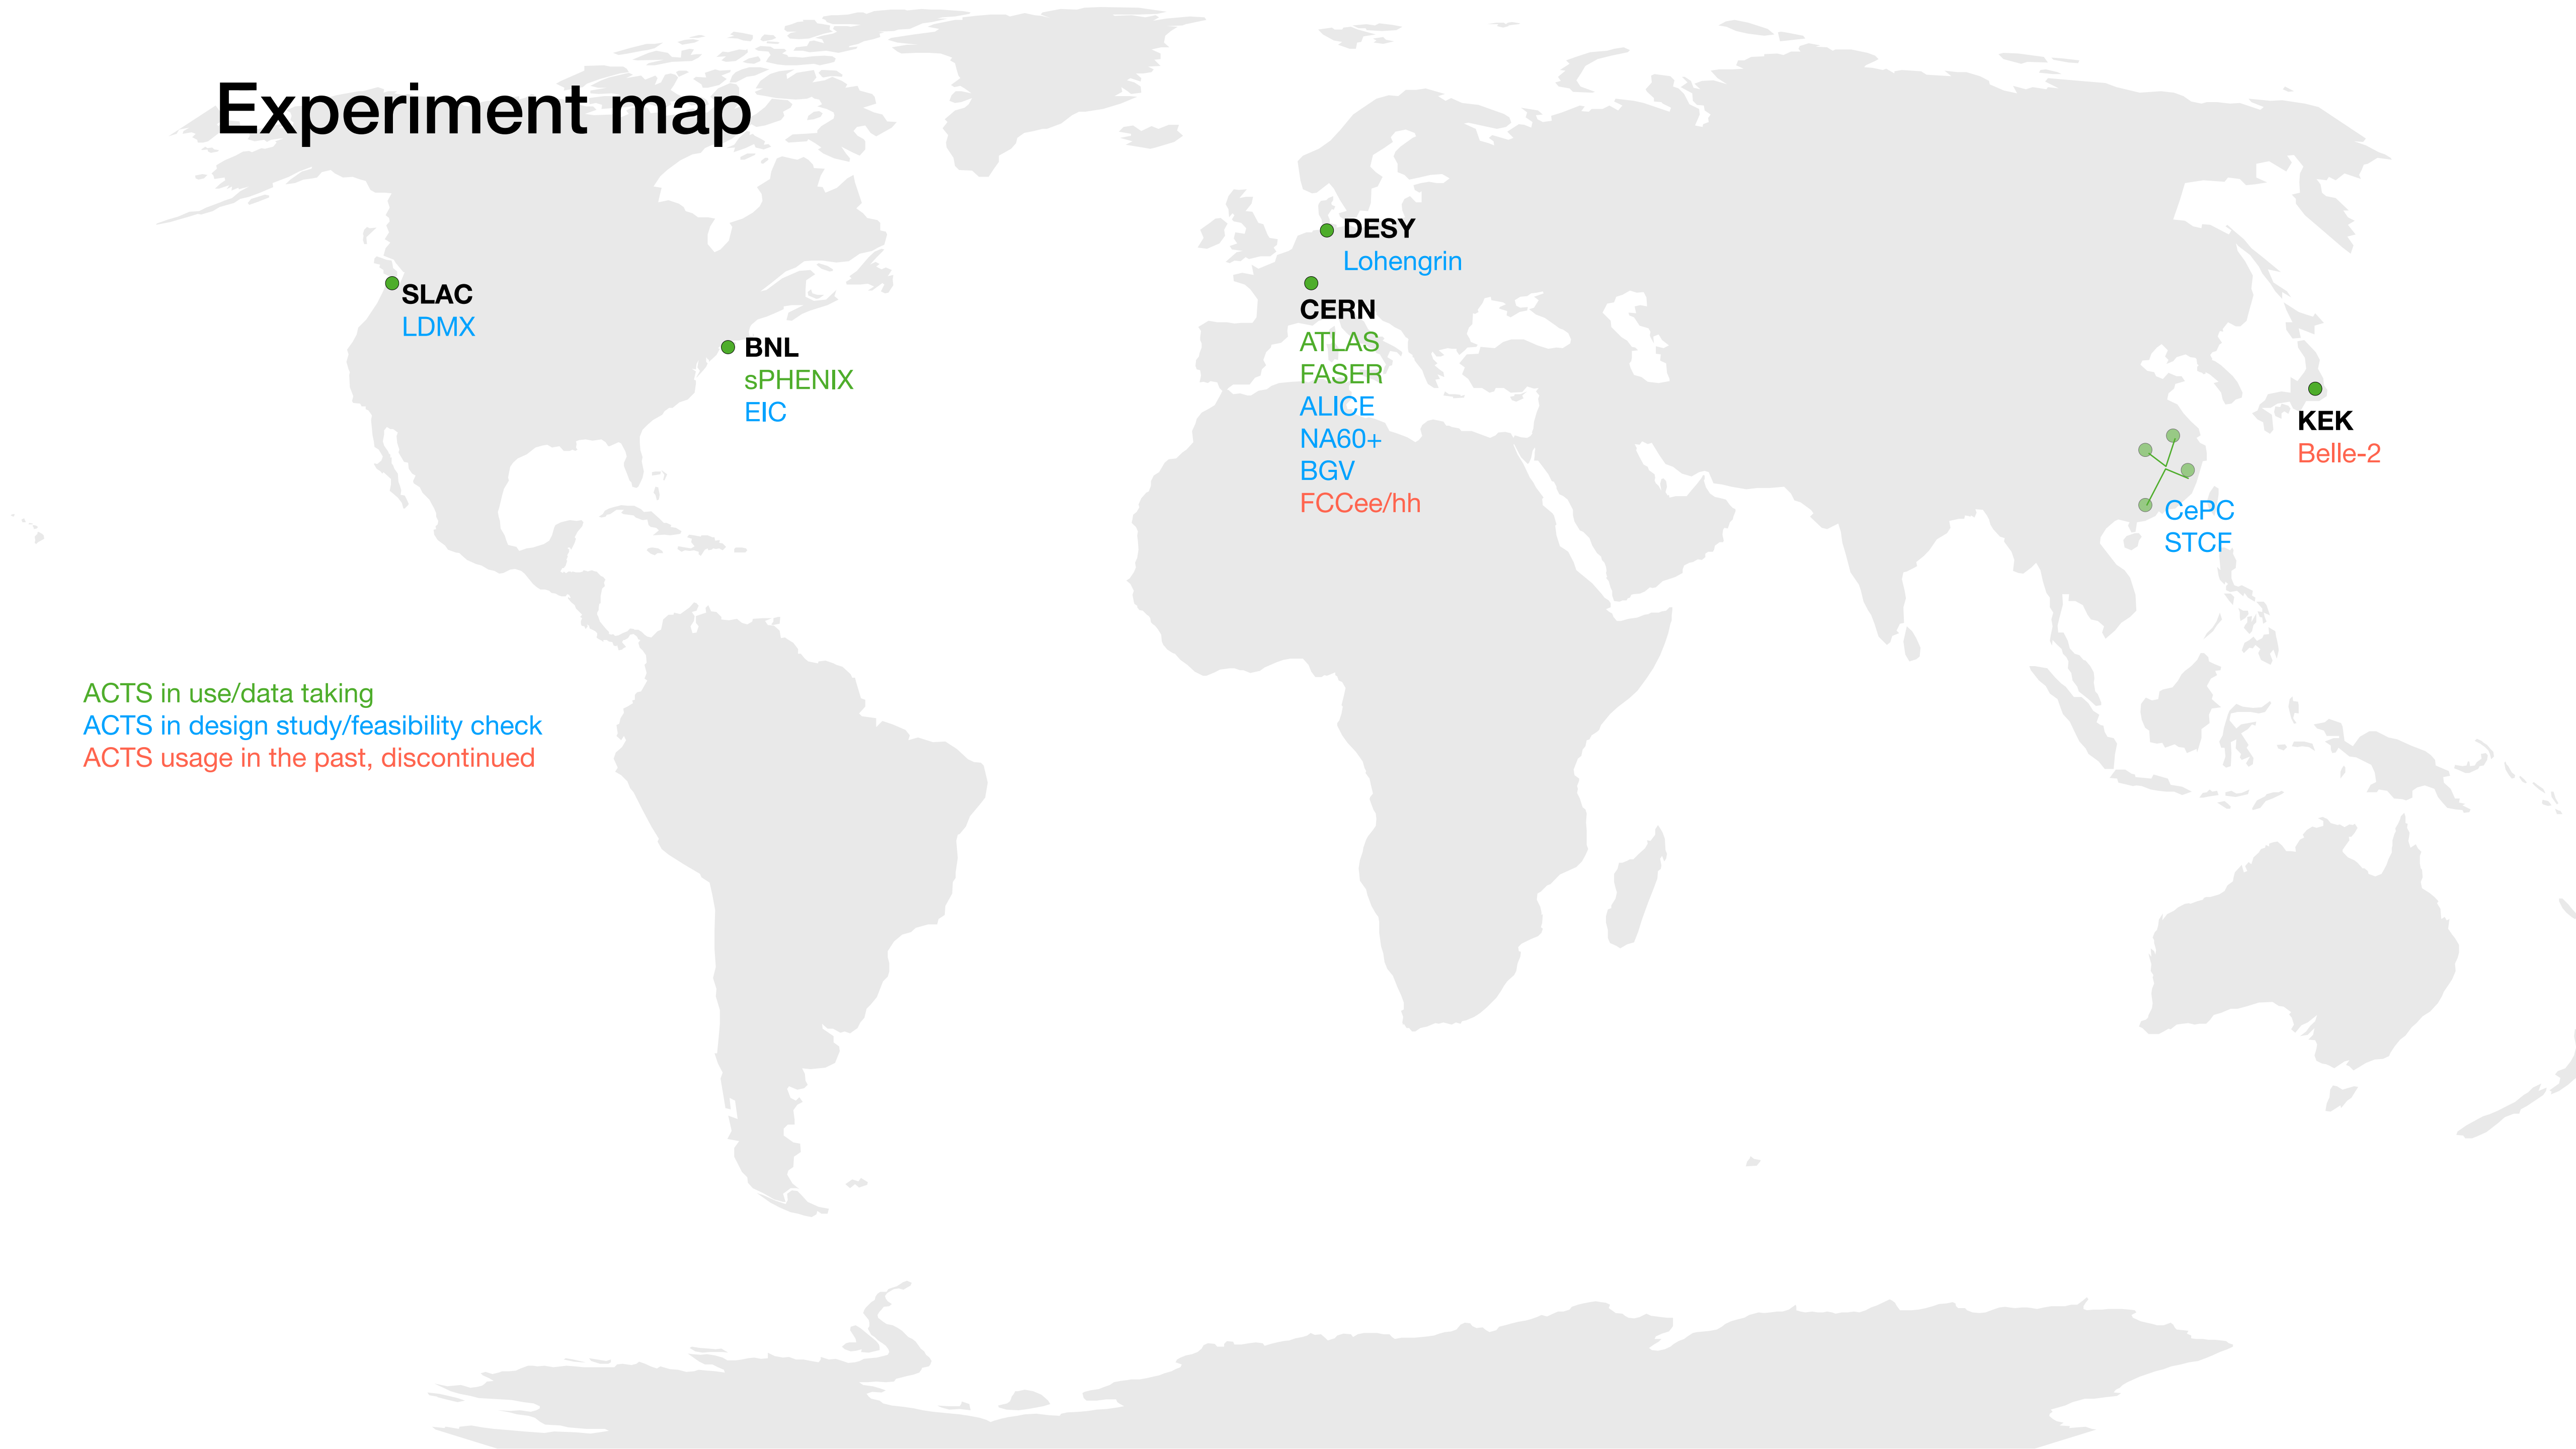 Experiment map
SLAC
LDMX
BNL
sPHENIX
EIC
DESY
Lohengrin
CERN
ATLAS
FASER
ALICE
NA60+
BGV
FCCee/hh
KEK
Belle-2
CePC
STCF
ACTS in use/data taking
ACTS in design study/feasibility check
ACTS usage in the past, discontinued